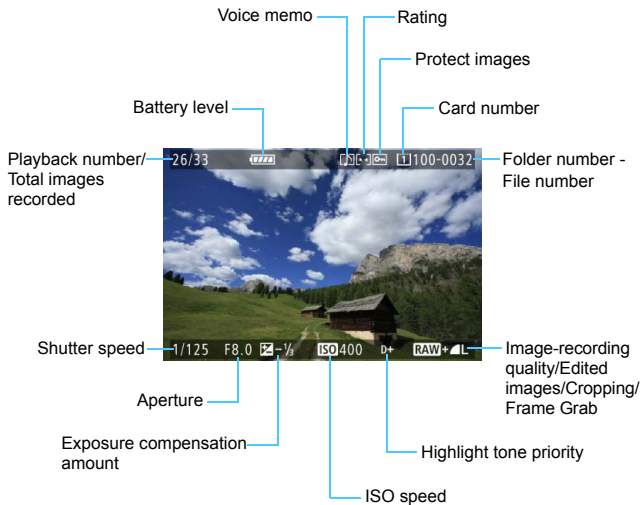 Voice memo
Rating
Protect images
Battery level
Card number
Playback number/
Total images
recorded
26/33
1 100-0032
Folder number -
File number
Shutter speed
1/125 F8.0 -1/3 ISO 400 D+ RAW+L
Image-recording
quality/Edited
images/Cropping/
Frame Grab
Aperture
Exposure compensation
amount
Highlight tone priority
ISO speed